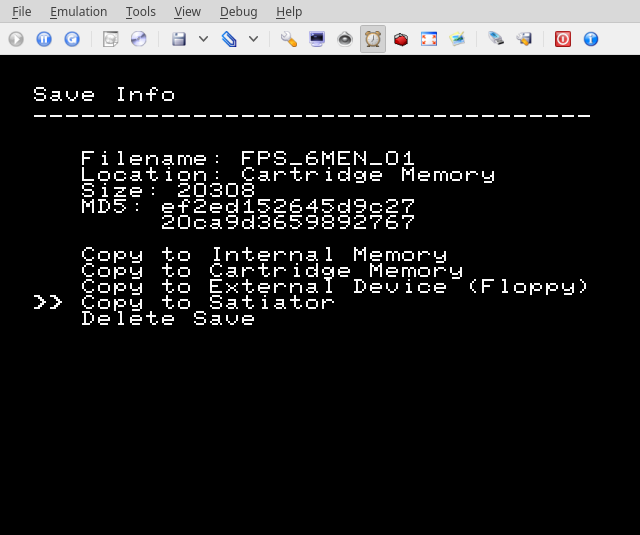 File Emulation Tools View Debug Help
Save Info
-----------------------------------
Filename: FPS_6MEN_01
Location: Cartridge Memory
Size: 20308
MD5: ef2ed152645d9c27
20ca9d3659892767
Copy to Internal Memory
Copy to Cartridge Memory
Copy to External Device (Floppy)
>> Copy to Satiator
Delete Save